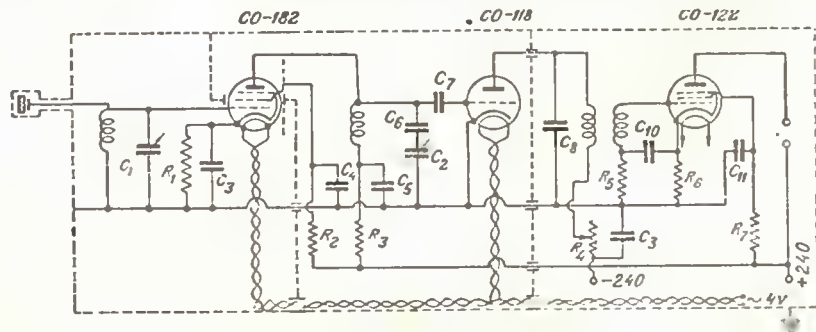 СО-182
СО-118
СО-122
C1
R1
C3
C4
R2
C5
R3
C6
C2
C7
C8
R5
C10
R6
C11
R4
C3
R7
-240
+240
~ 4V